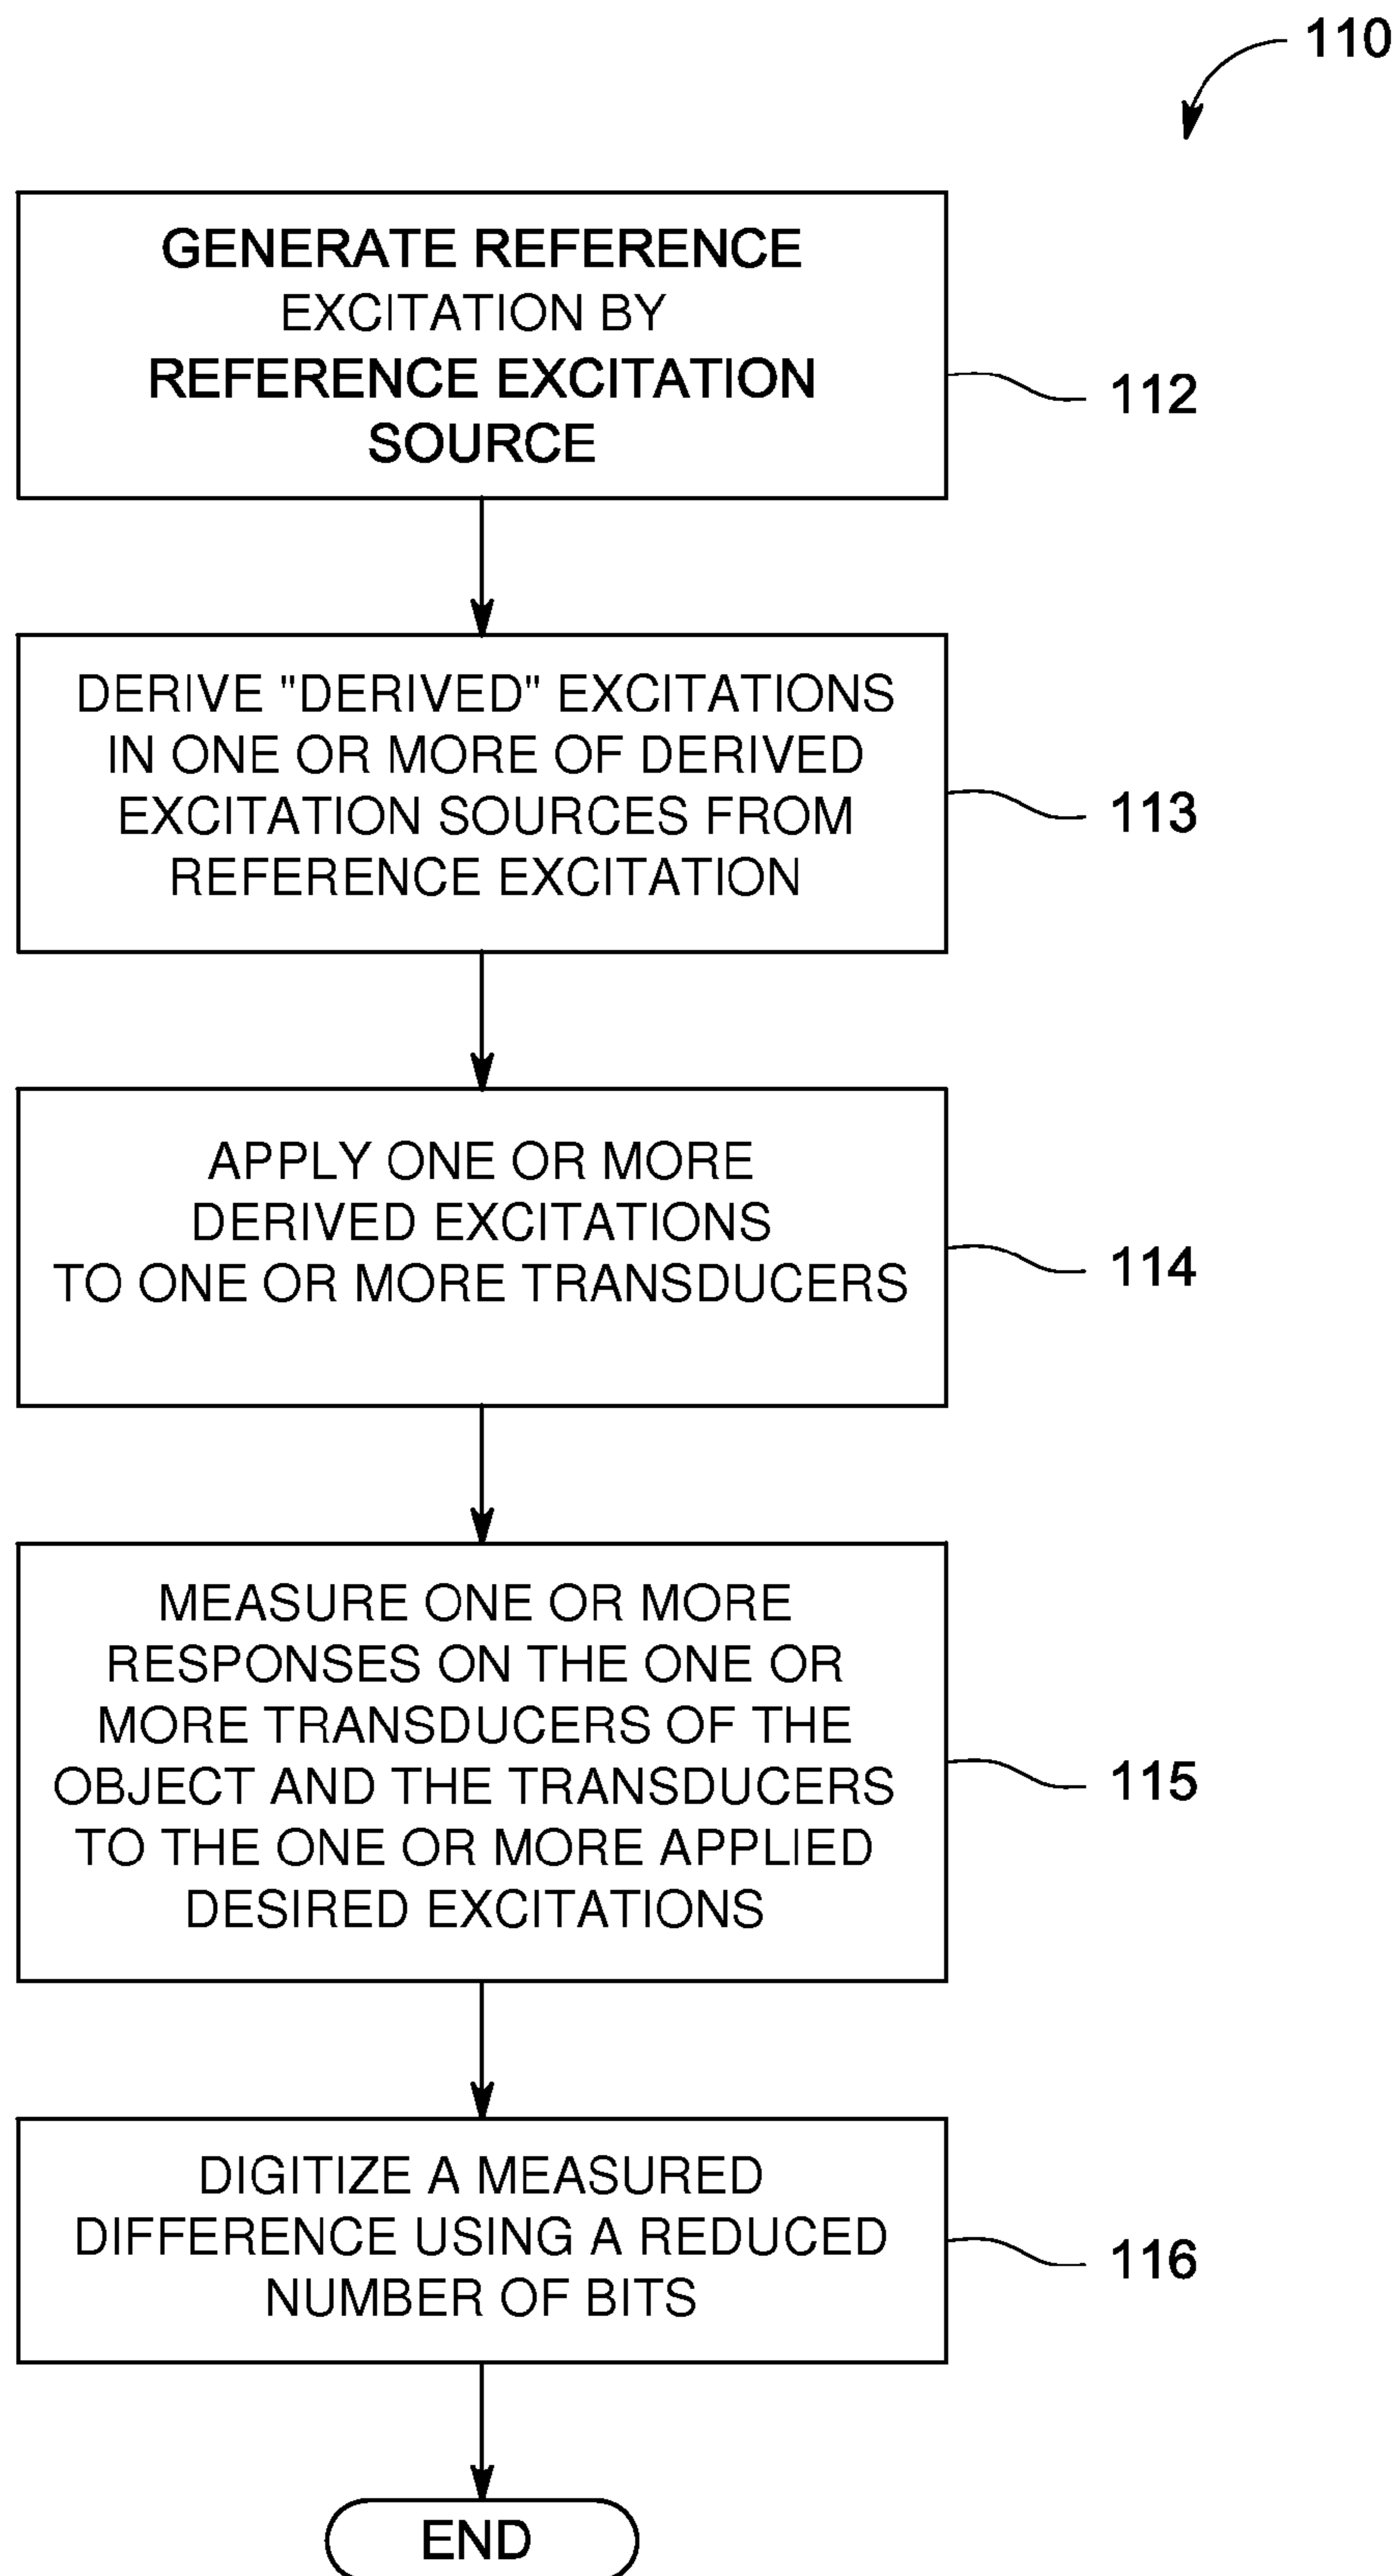 110
GENERATE REFERENCE
EXCITATION BY
REFERENCE EXCITATION
SOURCE
112
DERIVE "DERIVED" EXCITATIONS
IN ONE OR MORE OF DERIVED
EXCITATION SOURCES FROM
REFERENCE EXCITATION
113
APPLY ONE OR MORE
DERIVED EXCITATIONS
TO ONE OR MORE TRANSDUCERS
114
MEASURE ONE OR MORE
RESPONSES ON THE ONE OR
MORE TRANSDUCERS OF THE
OBJECT AND THE TRANSDUCERS
TO THE ONE OR MORE APPLIED
DESIRED EXCITATIONS
115
DIGITIZE A MEASURED
DIFFERENCE USING A REDUCED
NUMBER OF BITS
116
END